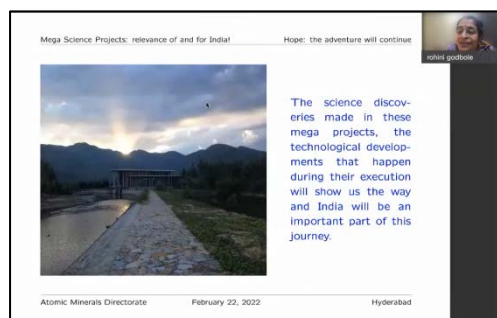 Mega Science Projects: relevance of and for India! Hope: the adventure will continue
rohini godbole
The science discov-
eries made in these
mega projects, the
technological develop-
ments that happen
during their execution
will show us the way
and India will be an
important part of this
journey.
Atomic Minerals Directorate February 22, 2022 Hyderabad